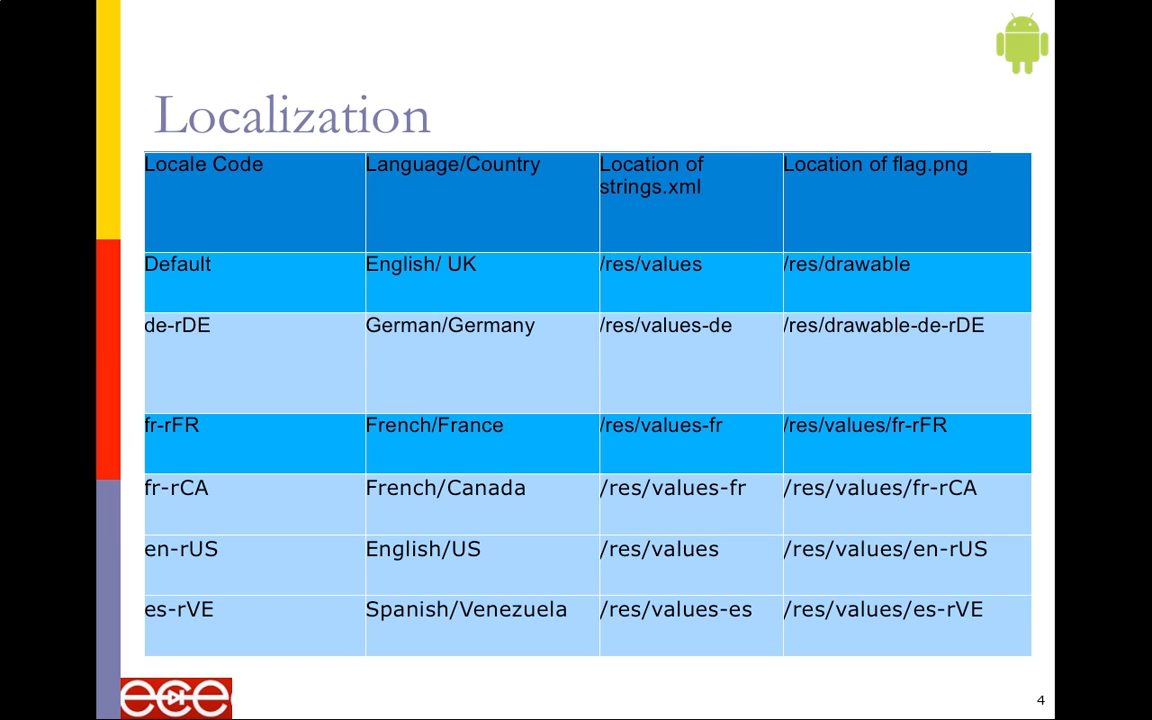 Localization
Locale Code Language/Country Location of strings.xml Location of flag.png
Default English/ UK /res/values /res/drawable
de-rDE German/Germany /res/values-de /res/drawable-de-rDE
fr-rFR French/France /res/values-fr /res/values/fr-rFR
fr-rCA French/Canada /res/values-fr /res/values/fr-rCA
en-rUS English/US /res/values /res/values/en-rUS
es-rVE Spanish/Venezuela /res/values-es /res/values/es-rVE
ece
4